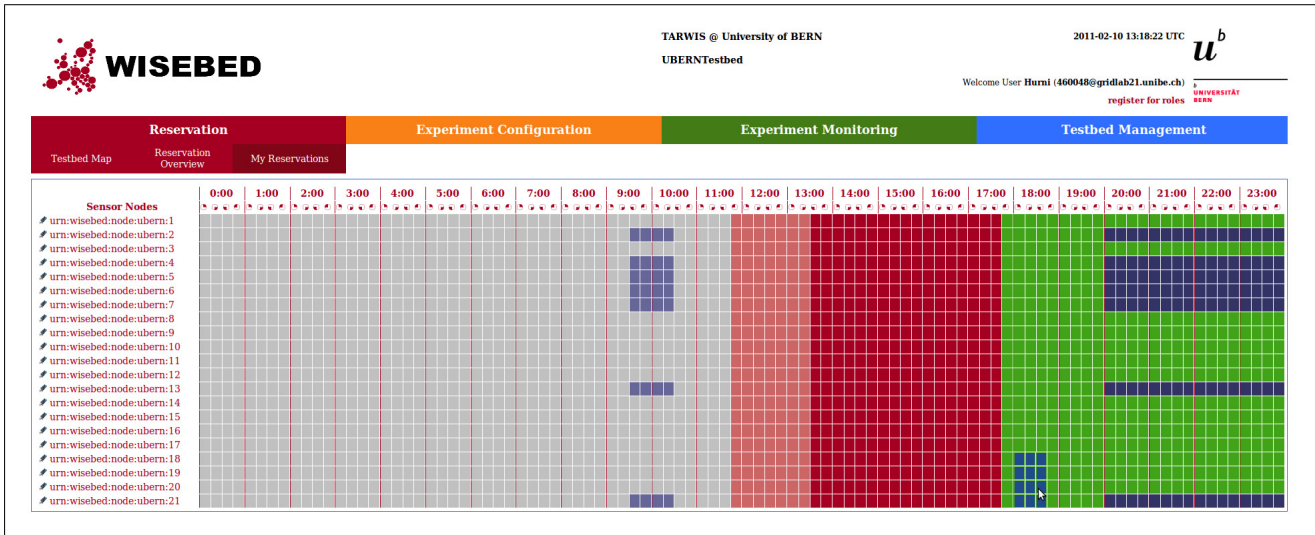 WISEBED
TARWIS @ University of BERN
UBERNTestbed
2011-02-10 13:18:22 UTC
Welcome User Hurni (460048@gridlab21.unibe.ch)
register for roles
u^b
b
UNIVERSITÄT
BERN
Reservation Experiment Configuration Experiment Monitoring Testbed Management
Testbed Map Reservation Overview My Reservations
0:00 1:00 2:00 3:00 4:00 5:00 6:00 7:00 8:00 9:00 10:00 11:00 12:00 13:00 14:00 15:00 16:00 17:00 18:00 19:00 20:00 21:00 22:00 23:00
Sensor Nodes
urn:wisebed:node:ubern:1
urn:wisebed:node:ubern:2
urn:wisebed:node:ubern:3
urn:wisebed:node:ubern:4
urn:wisebed:node:ubern:5
urn:wisebed:node:ubern:6
urn:wisebed:node:ubern:7
urn:wisebed:node:ubern:8
urn:wisebed:node:ubern:9
urn:wisebed:node:ubern:10
urn:wisebed:node:ubern:11
urn:wisebed:node:ubern:12
urn:wisebed:node:ubern:13
urn:wisebed:node:ubern:14
urn:wisebed:node:ubern:15
urn:wisebed:node:ubern:16
urn:wisebed:node:ubern:17
urn:wisebed:node:ubern:18
urn:wisebed:node:ubern:19
urn:wisebed:node:ubern:20
urn:wisebed:node:ubern:21